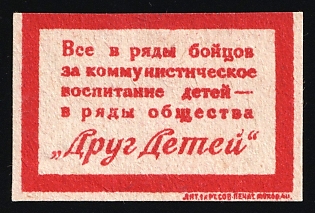 Все в ряды бойцов
за коммунистическое
воспитание детей—
в ряды общества
„Друг Детей“